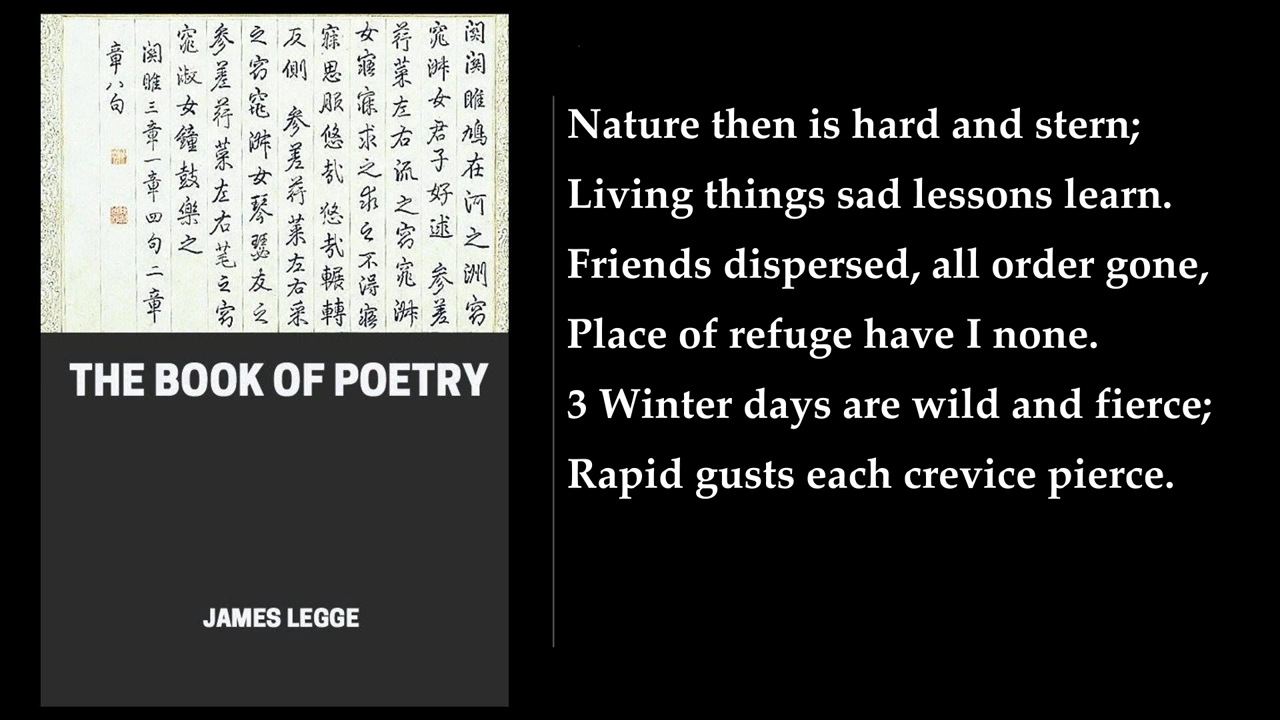 関関雎鳩在河之洲窈
窕淑女君子好逑 參差
荇菜左右流之窈窕淑
女寤寐求之求之不得寤
寐思服悠哉悠哉輾轉
反側 參差荇菜左右采
之窈窕淑女琴瑟友之
參差荇菜左右芼之窈
窕淑女鐘鼓樂之
関雎三章一章四句二章
章八句
THE BOOK OF POETRY
JAMES LEGGE
Nature then is hard and stern;
Living things sad lessons learn.
Friends dispersed, all order gone,
Place of refuge have I none.
3 Winter days are wild and fierce;
Rapid gusts each crevice pierce.